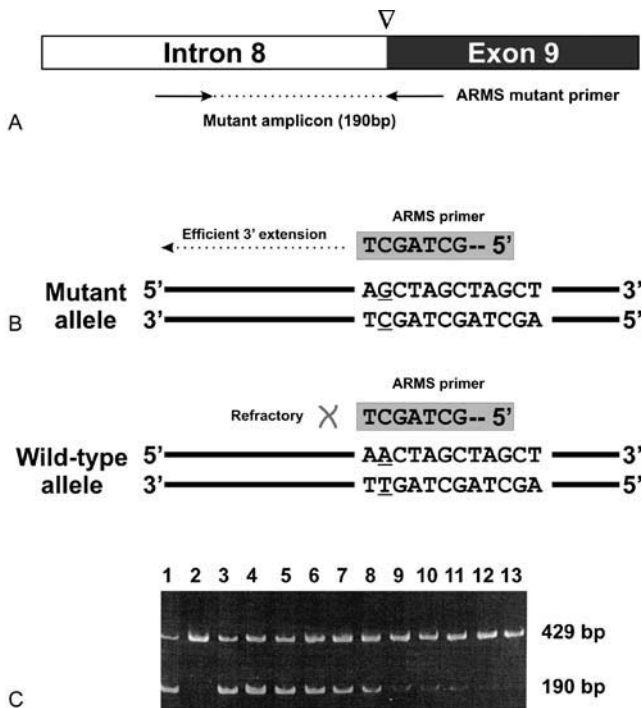 Intron 8 Exon 9
ARMS mutant primer
Mutant amplicon (190bp)
A
ARMS primer
Efficient 3’ extension
TCGATCG-- 5’
Mutant allele
5’ AGCTAGCTAGCT 3’
3’ TCGATCGATCGA 5’
B
ARMS primer
Refractory
TCGATCG-- 5’
Wild-type allele
5’ AACTAGCTAGCT 3’
3’ TTGATCGATCGA 5’
1 2 3 4 5 6 7 8 9 10 11 12 13
429 bp
190 bp
C